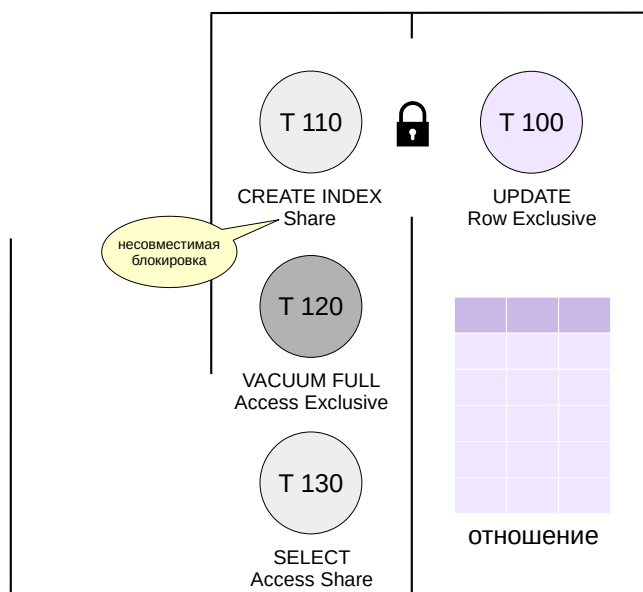 T 110
T 100
CREATE INDEX
Share
UPDATE
Row Exclusive
несовместимая
блокировка
T 120
VACUUM FULL
Access Exclusive
T 130
отношение
SELECT
Access Share